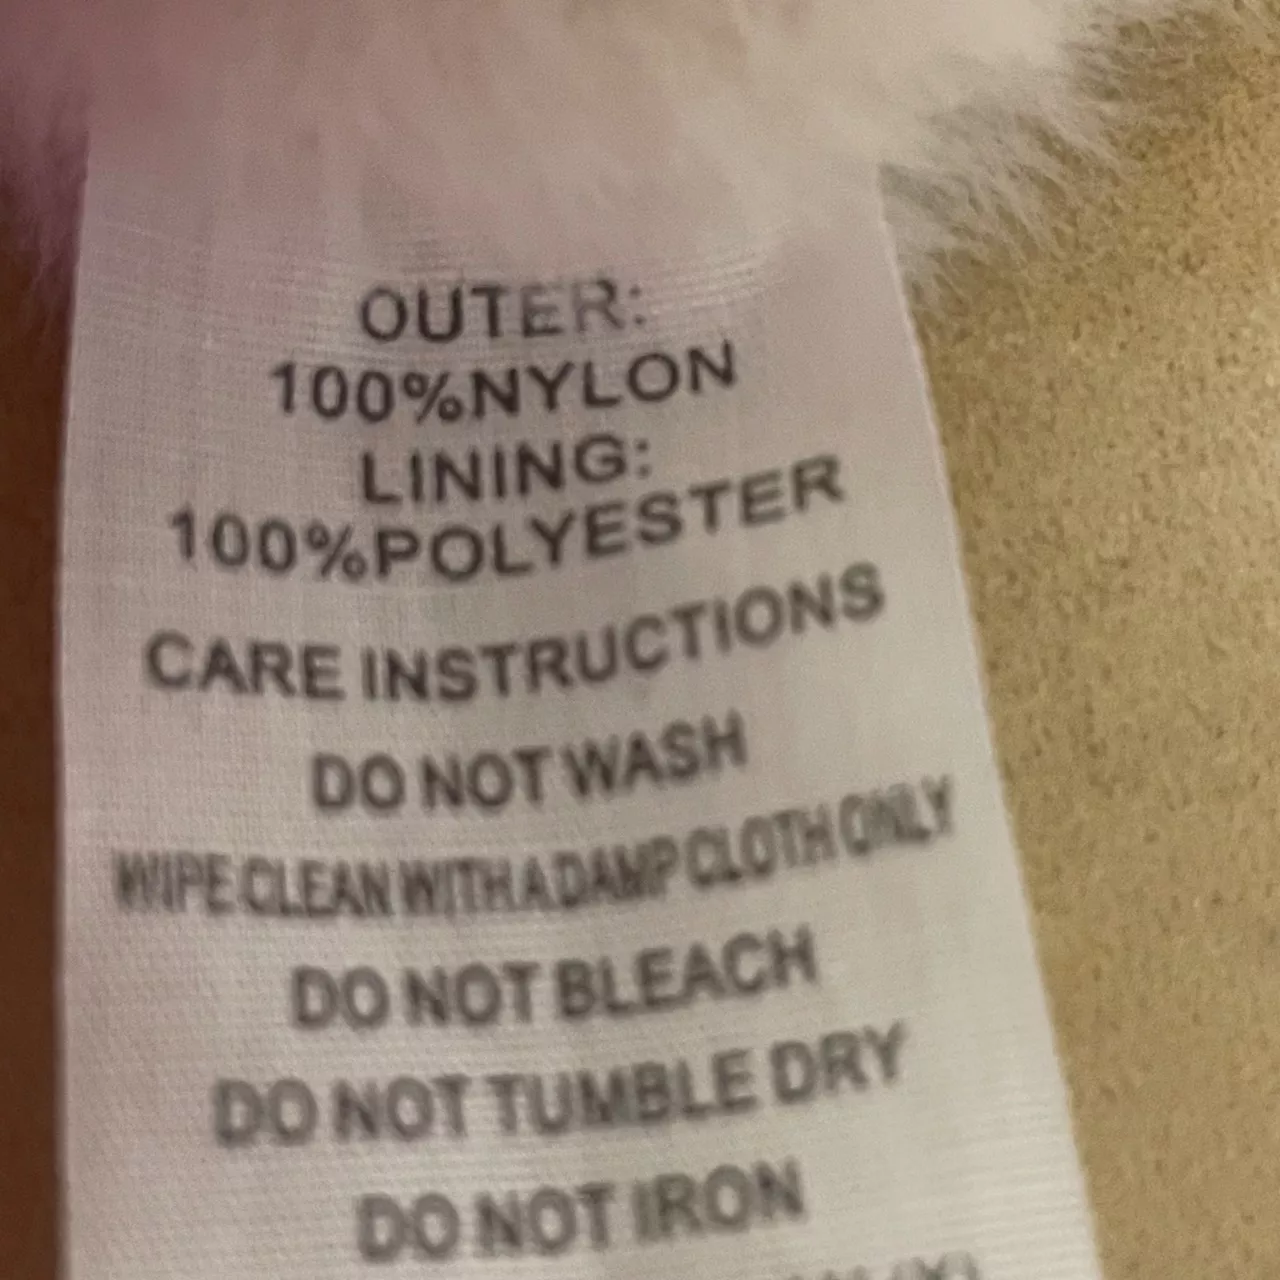 OUTER:
100%NYLON
LINING:
100%POLYESTER
CARE INSTRUCTIONS
DO NOT WASH
WIPE CLEAN WITH A DAMP CLOTH ONLY
DO NOT BLEACH
DO NOT TUMBLE DRY
DO NOT IRON